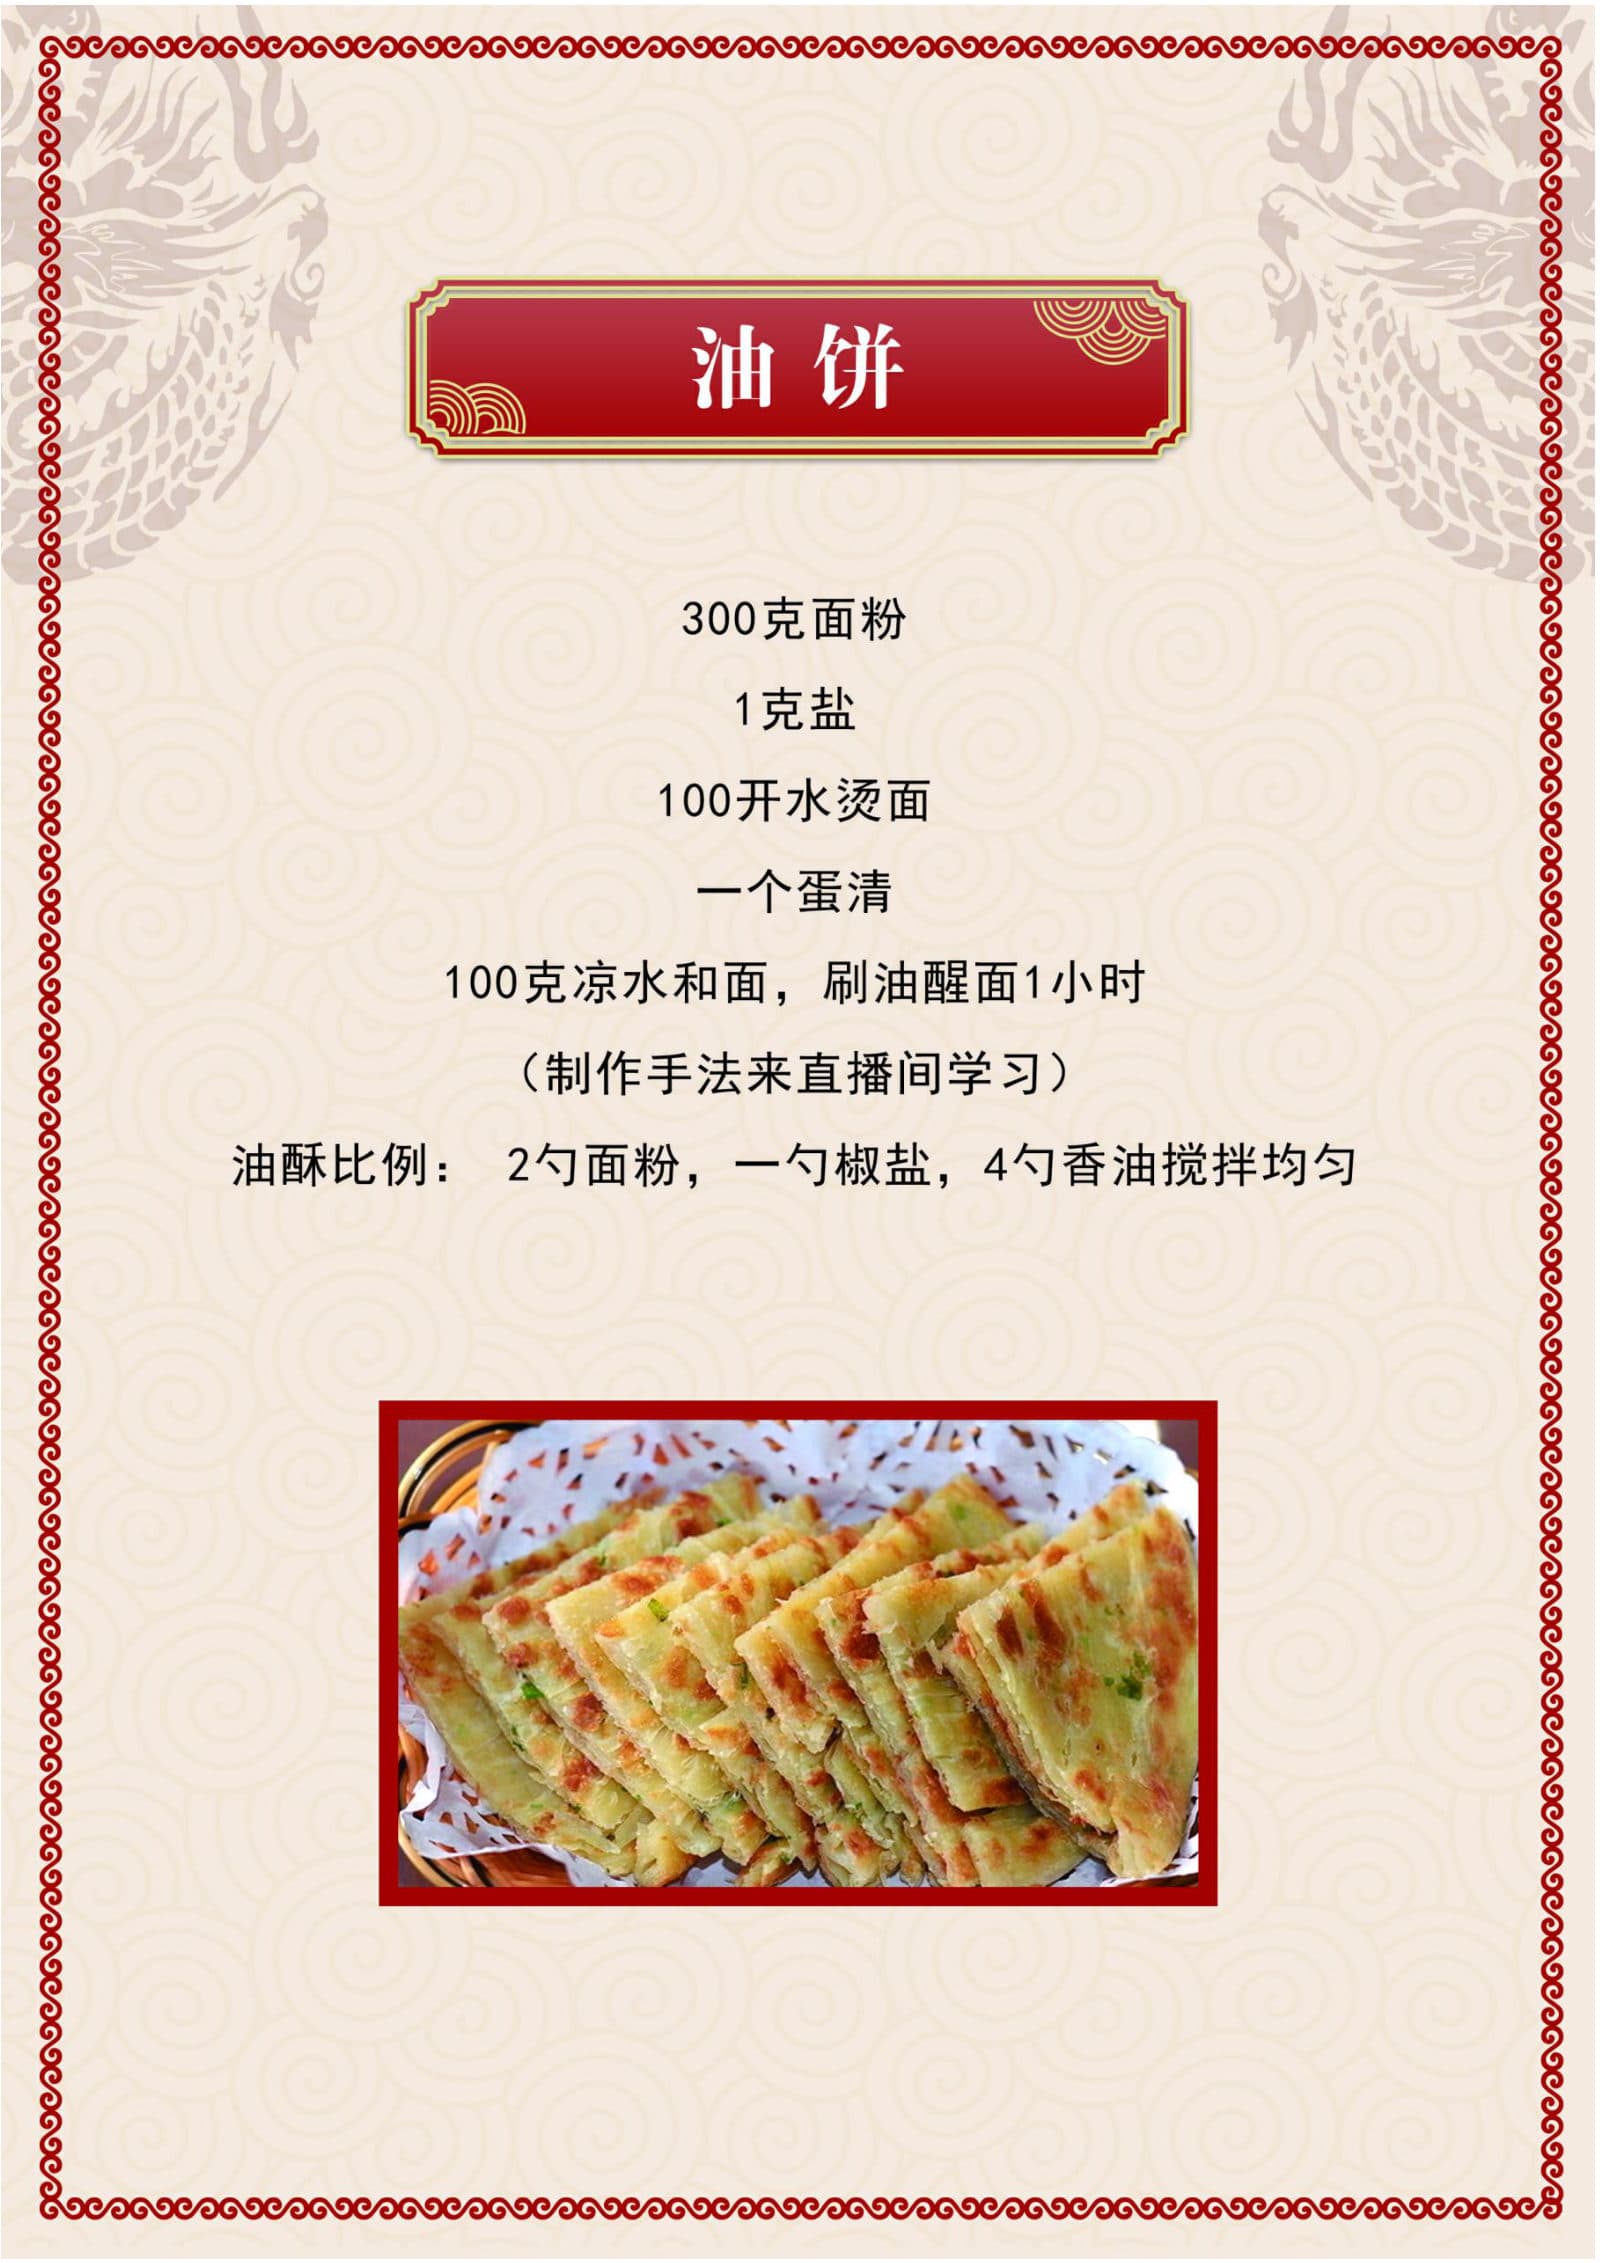 油饼
300克面粉
1克盐
100开水烫面
一个蛋清
100克凉水和面，刷油醒面1小时
（制作手法来直播间学习）
油酥比例： 2勺面粉，一勺椒盐，4勺香油搅拌均匀